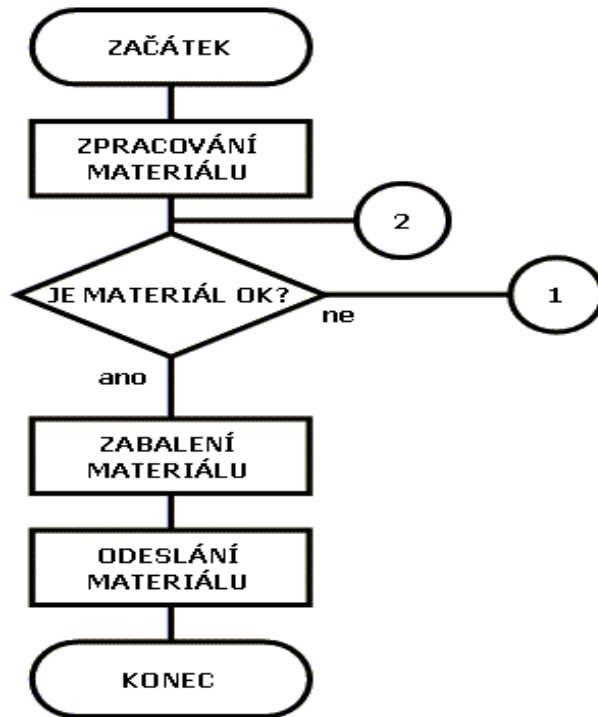 ZAČÁTEK
ZPRACOVÁNÍ
MATERIÁLU
2
JE MATERIÁL OK?
1
ne
ano
ZABALENÍ
MATERIÁLU
ODESLÁNÍ
MATERIÁLU
KONEC